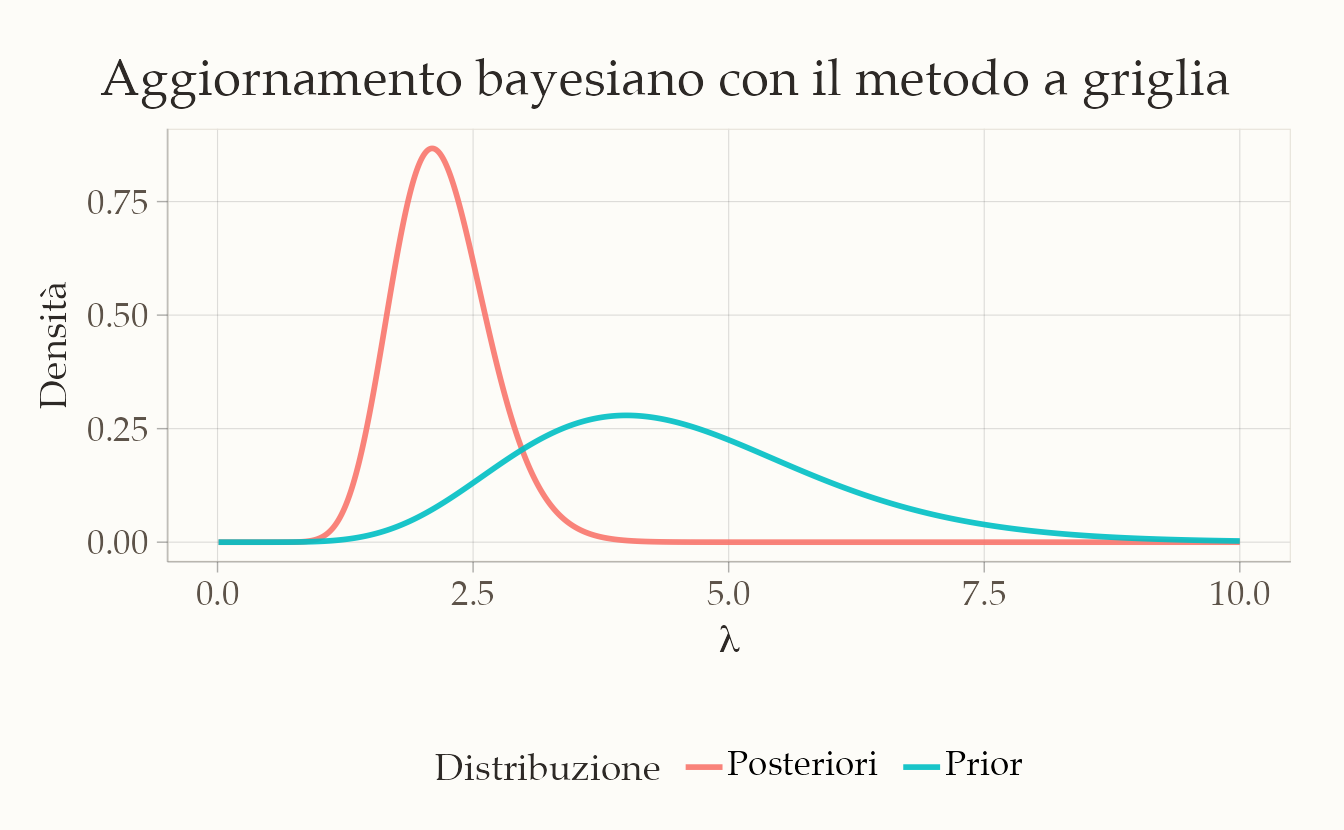 Aggiornamento bayesiano con il metodo a griglia
Densità
0.75
0.50
0.25
0.00
0.0 2.5 5.0 7.5 10.0
λ
Distribuzione Posteriori Prior